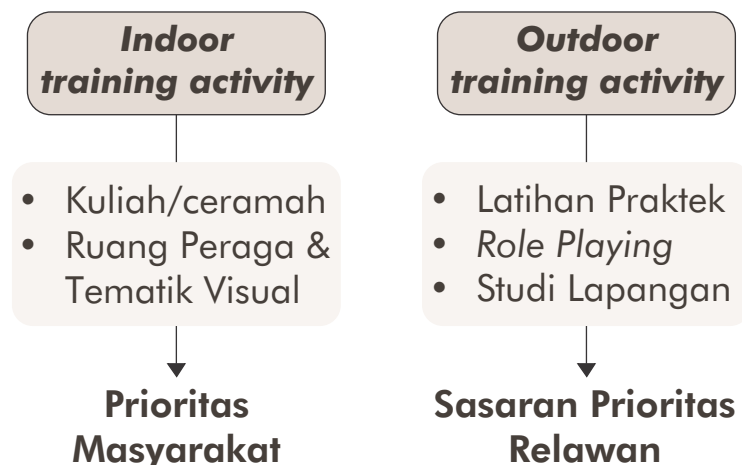 Indoor
training activity
• Kuliah/ceramah
• Ruang Peraga &
Tematik Visual
Prioritas
Masyarakat
Outdoor
training activity
• Latihan Praktek
• Role Playing
• Studi Lapangan
Sasaran Prioritas
Relawan